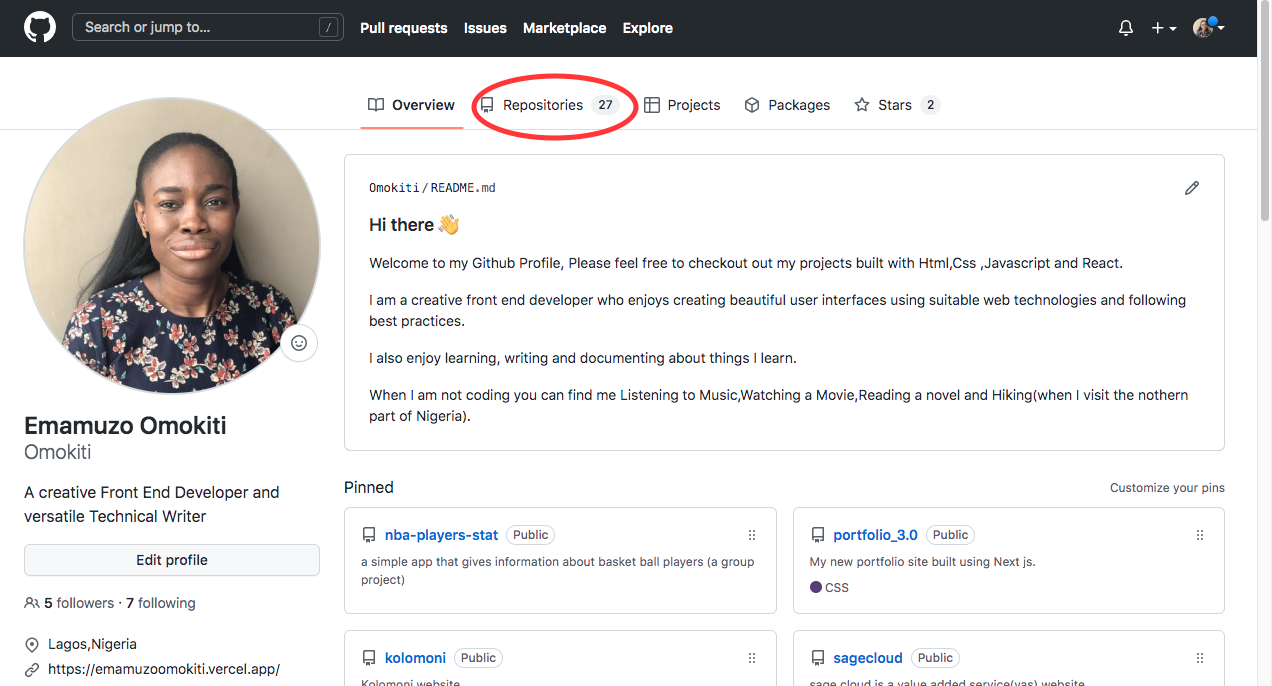 Search or jump to... /
Pull requests
Issues
Marketplace
Explore
Overview
Repositories 27
Projects
Packages
Stars 2
Omokiti/README.md
Hi there 👋
Welcome to my Github Profile, Please feel free to checkout out my projects built with Html,Css ,Javascript and React.
I am a creative front end developer who enjoys creating beautiful user interfaces using suitable web technologies and following
best practices.
I also enjoy learning, writing and documenting about things I learn.
When I am not coding you can find me Listening to Music,Watching a Movie,Reading a novel and Hiking(when I visit the nothern
part of Nigeria).
Emamuzo Omokiti
Omokiti
A creative Front End Developer and
versatile Technical Writer
Edit profile
5 followers · 7 following
Lagos,Nigeria
https://emamuzoomokiti.vercel.app/
Pinned
Customize your pins
nba-players-stat Public
a simple app that gives information about basket ball players (a group
project)
portfolio_3.0 Public
My new portfolio site built using Next js.
CSS
kolomoni Public
Kolomoni website
sagecloud Public
sage cloud is a value added service(vas) website